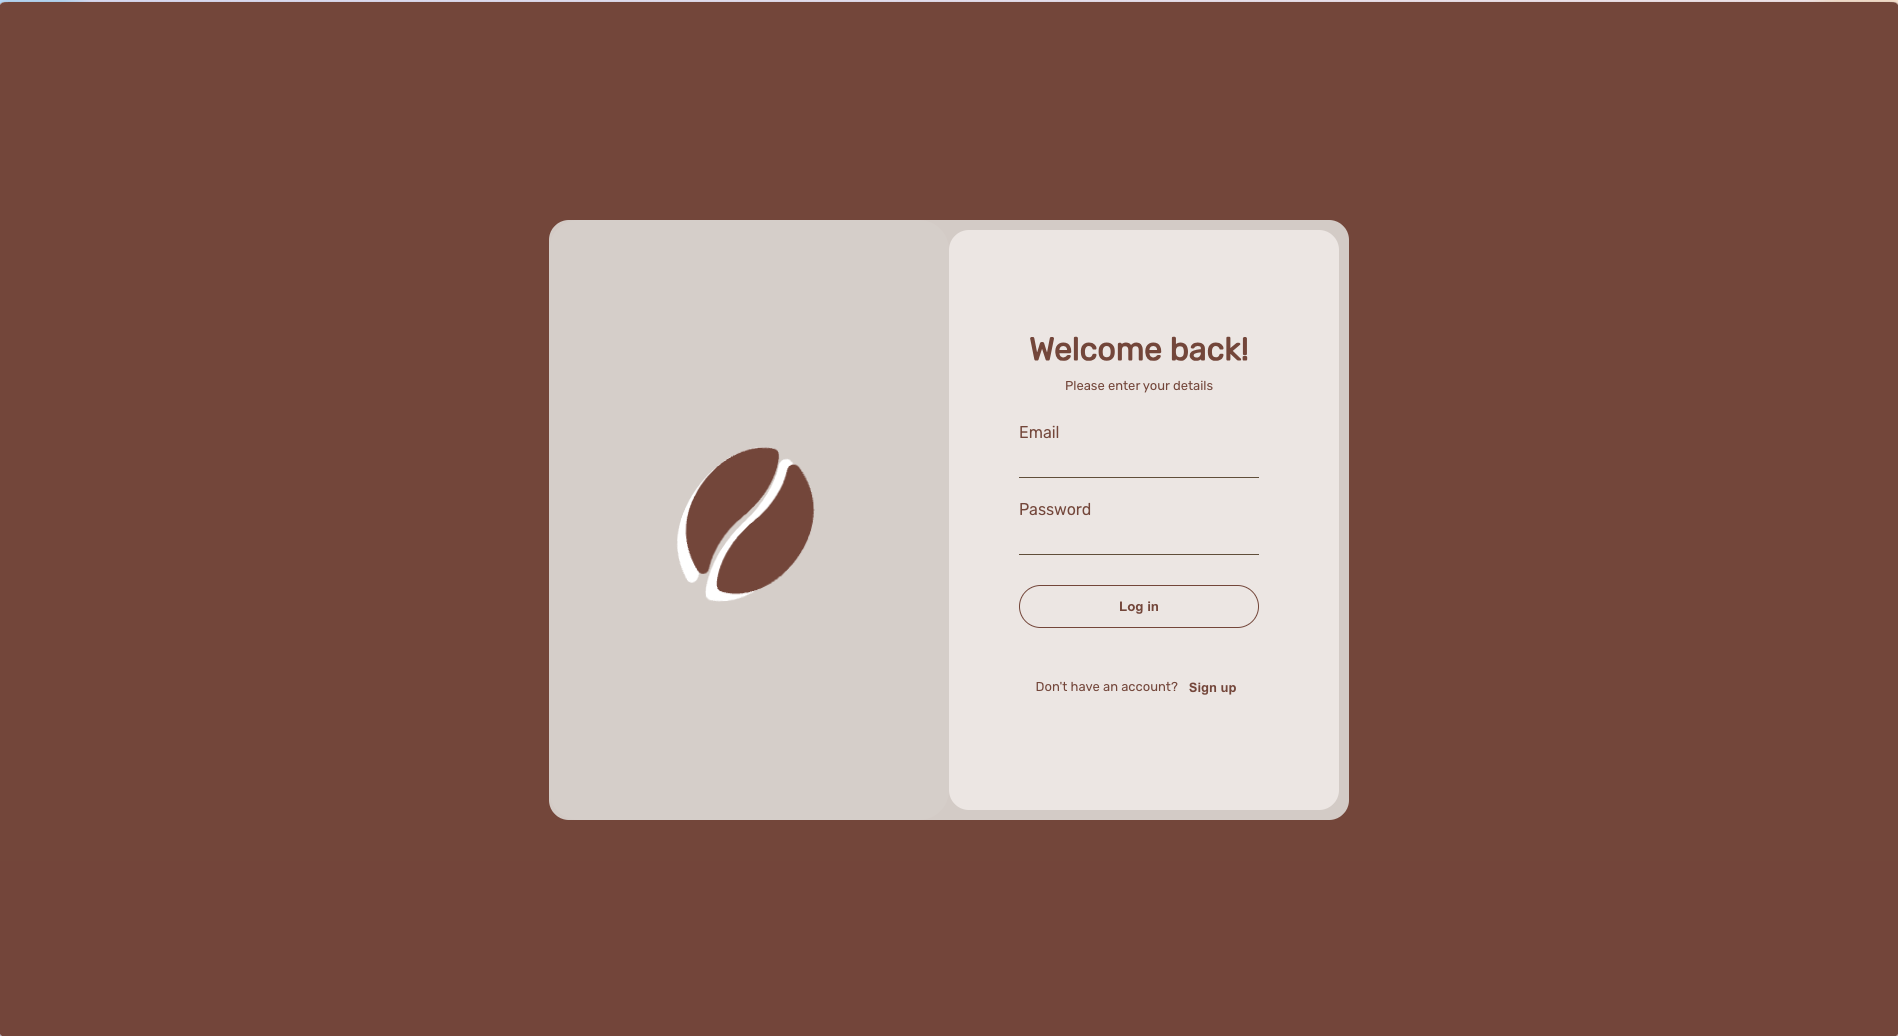 Welcome back!
Please enter your details
Email
Password
Log in
Don't have an account? Sign up